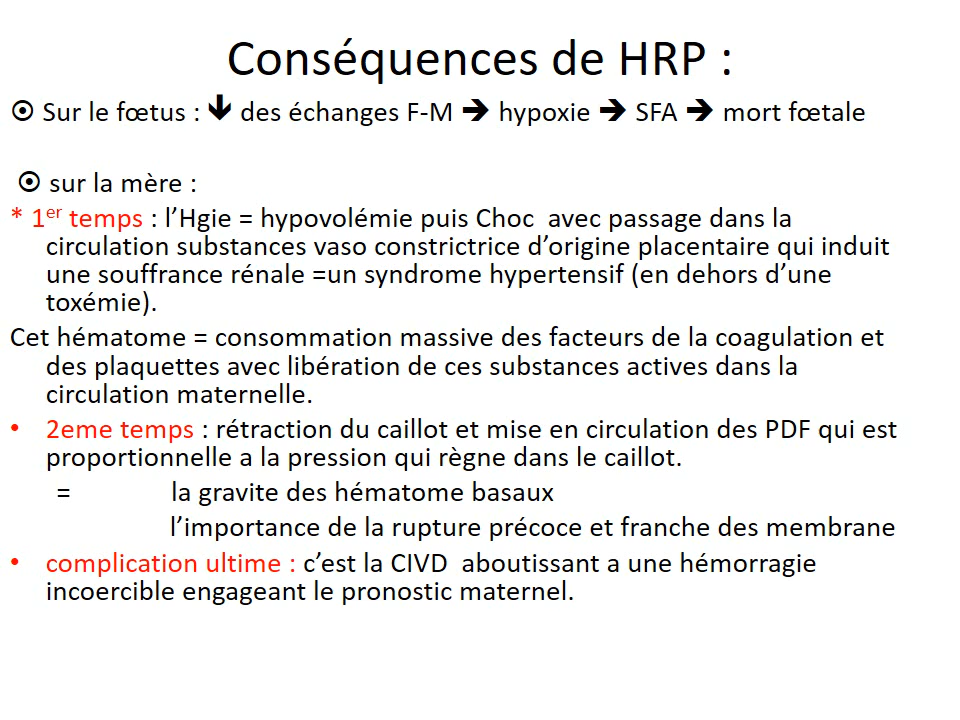 Conséquences de HRP :
⦿ Sur le fœtus : 🡻 des échanges F-M 🡺 hypoxie 🡺 SFA 🡺 mort fœtale
⦿ sur la mère :
* 1er temps : l’Hgie = hypovolémie puis Choc avec passage dans la
circulation substances vaso constrictrice d’origine placentaire qui induit
une souffrance rénale =un syndrome hypertensif (en dehors d’une
toxémie).
Cet hématome = consommation massive des facteurs de la coagulation et
des plaquettes avec libération de ces substances actives dans la
circulation maternelle.
• 2eme temps : rétraction du caillot et mise en circulation des PDF qui est
proportionnelle a la pression qui règne dans le caillot.
= la gravite des hématome basaux
l’importance de la rupture précoce et franche des membrane
• complication ultime : c’est la CIVD aboutissant a une hémorragie
incoercible engageant le pronostic maternel.